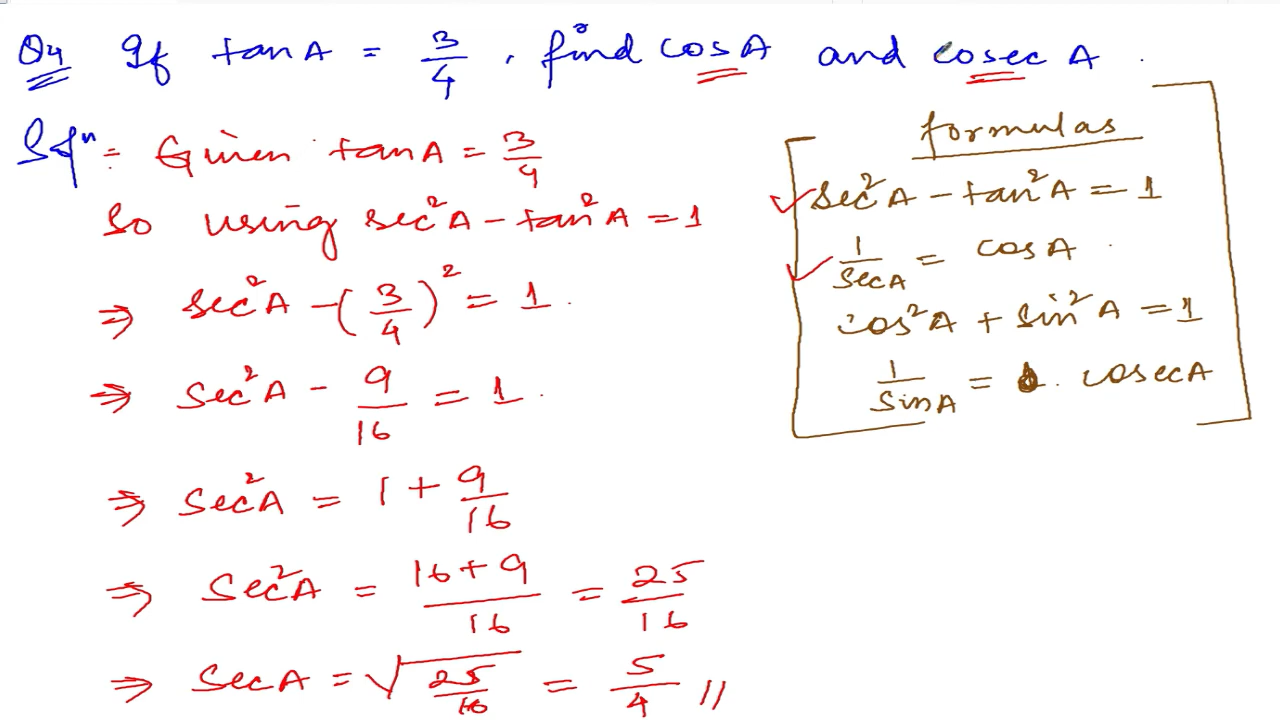 Q4 If tanA = 3/4 , find cosA and cosec A .
Solⁿ = Given tanA = 3/4
So using sec²A - tan²A = 1
⇒ sec²A - (3/4)² = 1 .
⇒ sec²A - 9/16 = 1 .
⇒ sec²A = 1 + 9/16
⇒ sec²A = 16+9/16 = 25/16
⇒ secA = √25/16 = 5/4 //
formulas
✓ sec²A - tan²A = 1
✓ 1/secA = cosA .
cos²A + sin²A = 1
1/sinA = . cosecA